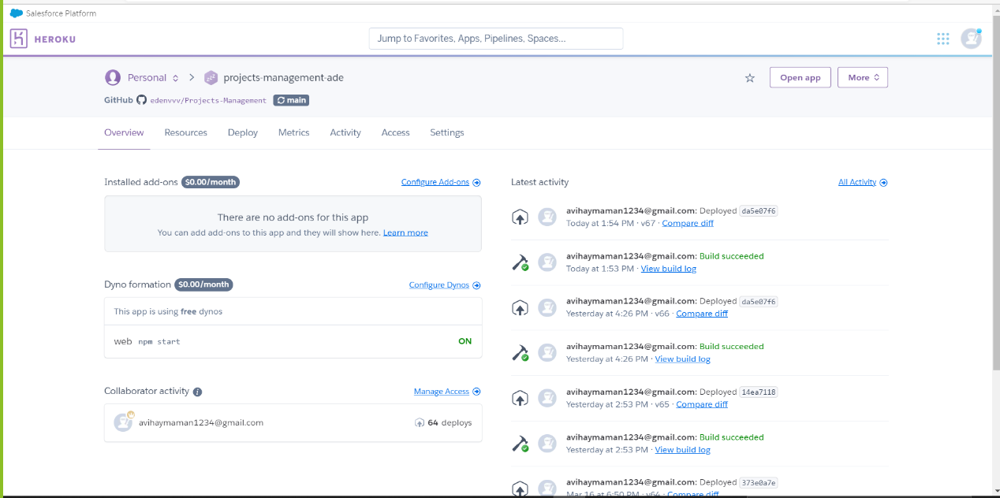 Salesforce Platform
HEROKU
Jump to Favorites, Apps, Pipelines, Spaces...
Personal
projects-management-ade
Open app
More
GitHub edenvvv/Projects-Management main
Overview Resources Deploy Metrics Activity Access Settings
Installed add-ons $0.00/month
Configure Add-ons
There are no add-ons for this app
You can add add-ons to this app and they will show here. Learn more
Dyno formation $0.00/month
Configure Dynos
This app is using free dynos
web npm start
ON
Collaborator activity
Manage Access
avihaymaman1234@gmail.com
64 deploys
Latest activity
All Activity
avihaymaman1234@gmail.com: Deployed da5e07f6
Today at 1:54 PM · v67 · Compare diff
avihaymaman1234@gmail.com: Build succeeded
Today at 1:53 PM · View build log
avihaymaman1234@gmail.com: Deployed da5e07f6
Yesterday at 4:26 PM · v66 · Compare diff
avihaymaman1234@gmail.com: Build succeeded
Yesterday at 4:26 PM · View build log
avihaymaman1234@gmail.com: Deployed 14ea7118
Yesterday at 2:53 PM · v65 · Compare diff
avihaymaman1234@gmail.com: Build succeeded
Yesterday at 2:53 PM · View build log
avihaymaman1234@gmail.com: Deployed 373e0a7e
Mar 16 at 6:50 PM · v64 · Compare diff